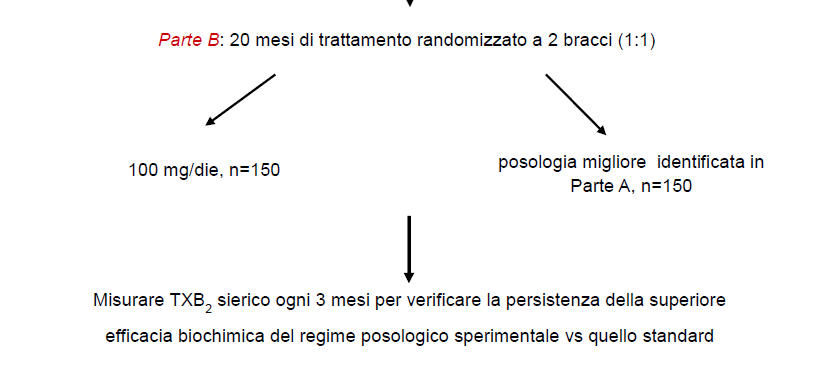 Parte B: 20 mesi di trattamento randomizzato a 2 bracci (1:1)
100 mg/die, n=150
posologia migliore identificata in
Parte A, n=150
Misurare TXB2 sierico ogni 3 mesi per verificare la persistenza della superiore
efficacia biochimica del regime posologico sperimentale vs quello standard